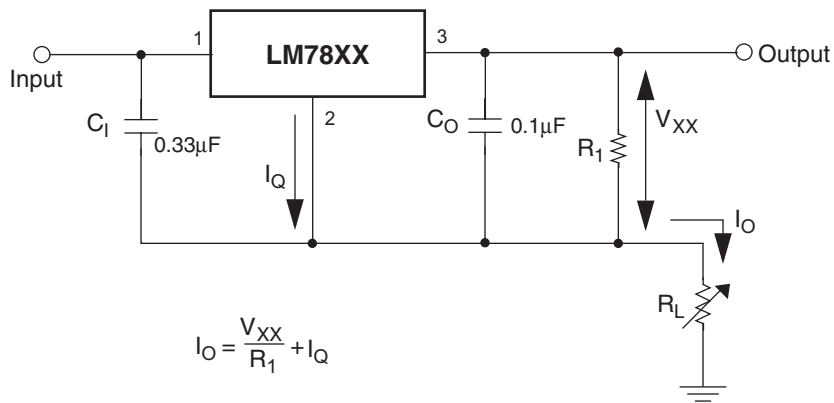 1
LM78XX
3
Input
Output
2
C_I
0.33μF
I_Q
C_O
0.1μF
R_1
V_XX
I_O
R_L
I_O = V_XX / R_1 + I_Q